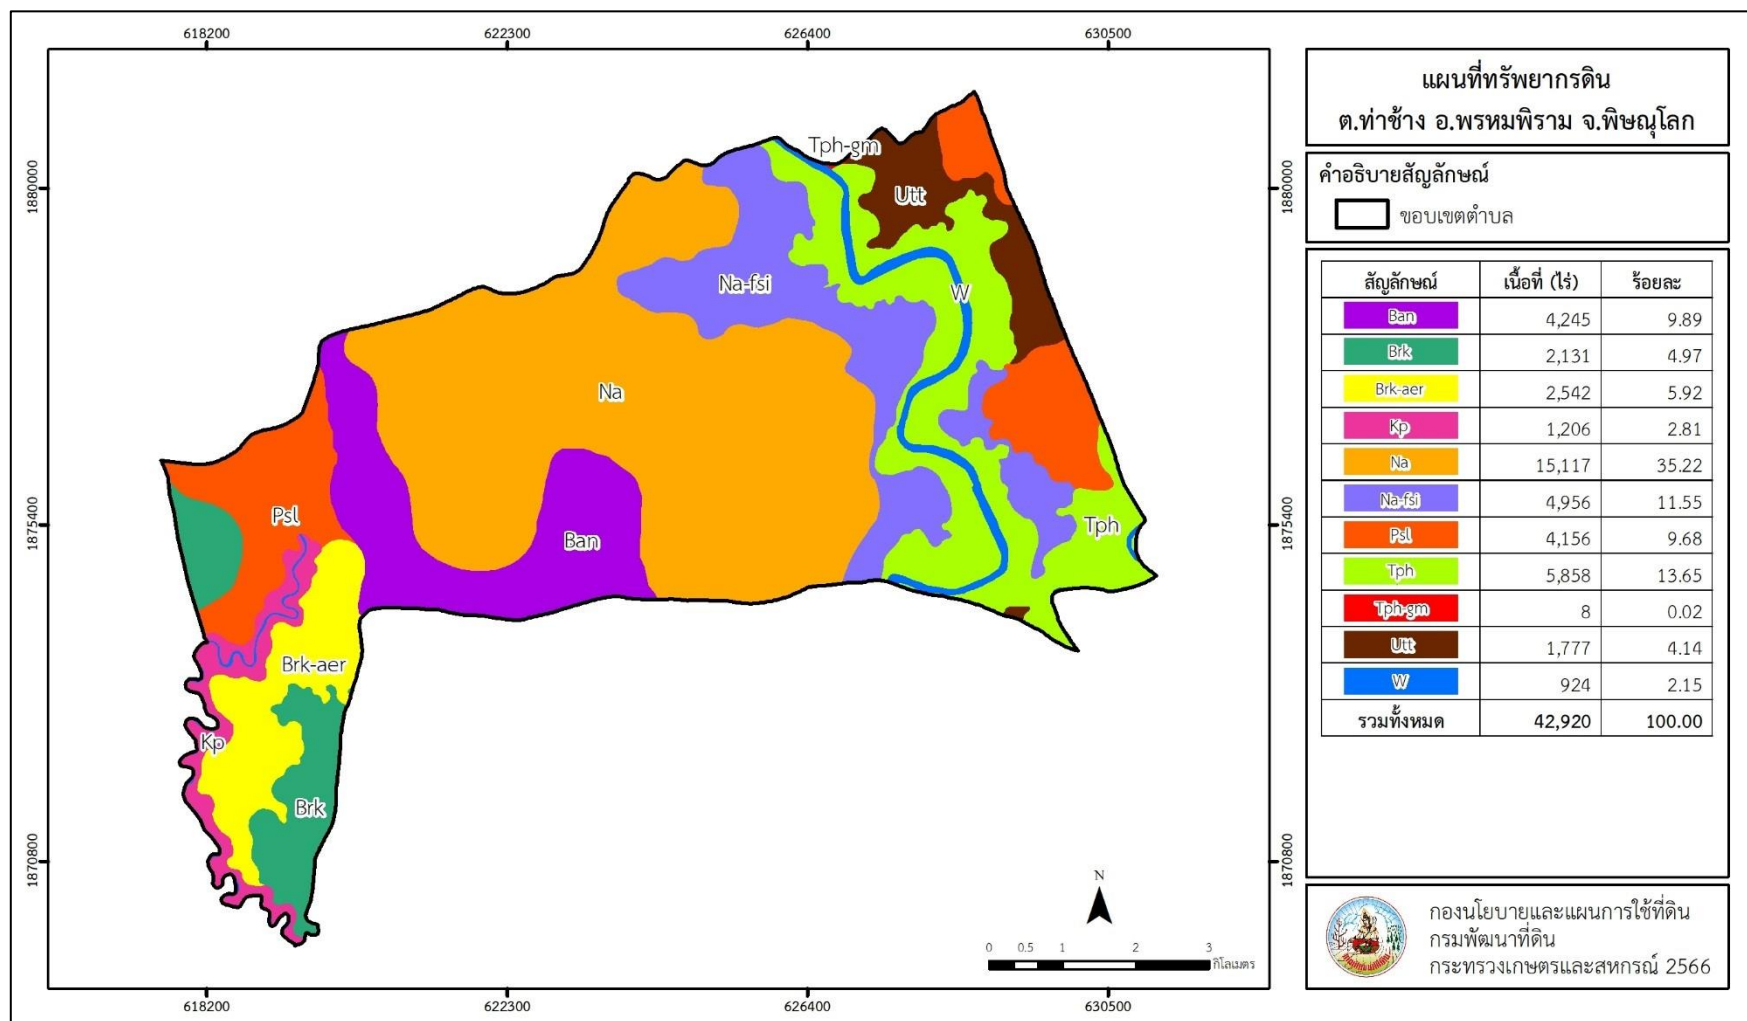 618200 622300 626400 630500
แผนที่ทรัพยากรดิน
ต.ท่าช้าง อ.พรหมพิราม จ.พิษณุโลก
คำอธิบายสัญลักษณ์
ขอบเขตตำบล
สัญลักษณ์ เนื้อที่ (ไร่) ร้อยละ
Ban 4,245 9.89
Brk 2,131 4.97
Brk-aer 2,542 5.92
Kp 1,206 2.81
Na 15,117 35.22
Na-fsi 4,956 11.55
Psl 4,156 9.68
Tph 5,858 13.65
Tph-gm 8 0.02
Utt 1,777 4.14
W 924 2.15
รวมทั้งหมด 42,920 100.00
Tph-gm
Utt
1880000 1880000
Na-fsi
W
Na
Psl
Ban
Tph
1875400 1875400
Brk-aer
Kp
Brk
1870800 1870800
N
0 0.5 1 2 3
กิโลเมตร
กองนโยบายและแผนการใช้ที่ดิน
กรมพัฒนาที่ดิน
กระทรวงเกษตรและสหกรณ์ 2566
618200 622300 626400 630500